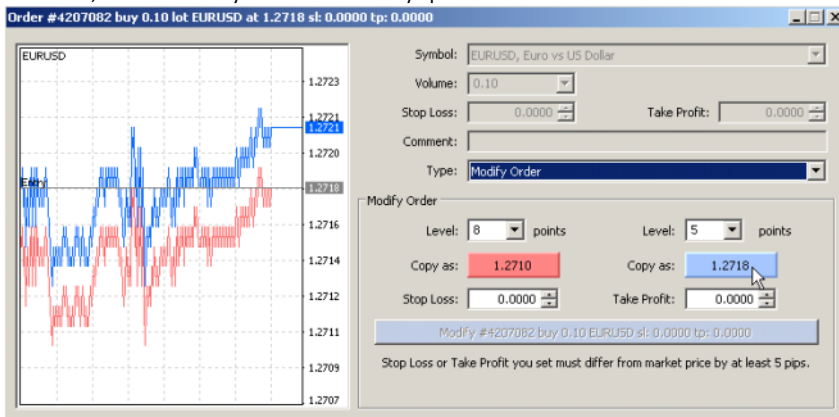 Order #4207082 buy 0.10 lot EURUSD at 1.2718 sl: 0.0000 tp: 0.0000
EURUSD
1.2723
1.2721
1.2721
1.2720
Entry
1.2718
1.2716
1.2714
1.2712
1.2711
1.2709
1.2707
Symbol: EURUSD, Euro vs US Dollar
Volume: 0.10
Stop Loss: 0.0000 Take Profit: 0.0000
Comment:
Type: Modify Order
Modify Order
Level: 8 points Level: 5 points
Copy as: 1.2710 Copy as: 1.2718
Stop Loss: 0.0000 Take Profit: 0.0000
Modify #4207082 buy 0.10 EURUSD sl: 0.0000 tp: 0.0000
Stop Loss or Take Profit you set must differ from market price by at least 5 pips.